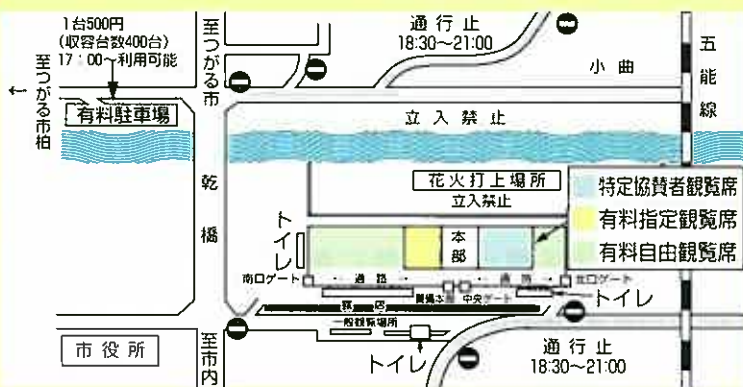 1台500円
(収容台数400台)
17:00〜利用可能
至つがる市柏
有料駐車場
至つがる市
通行止
18:30〜21:00
小曲
五能線
立入禁止
乾橋
花火打上場所
立入禁止
特定協賛者観覧席
有料指定観覧席
有料自由観覧席
トイレ
本部
南口ゲート
通路
通路
北口ゲート
中央ゲート
トイレ
露店
一般観覧場所
トイレ
市役所
至市内
通行止
18:30〜21:00